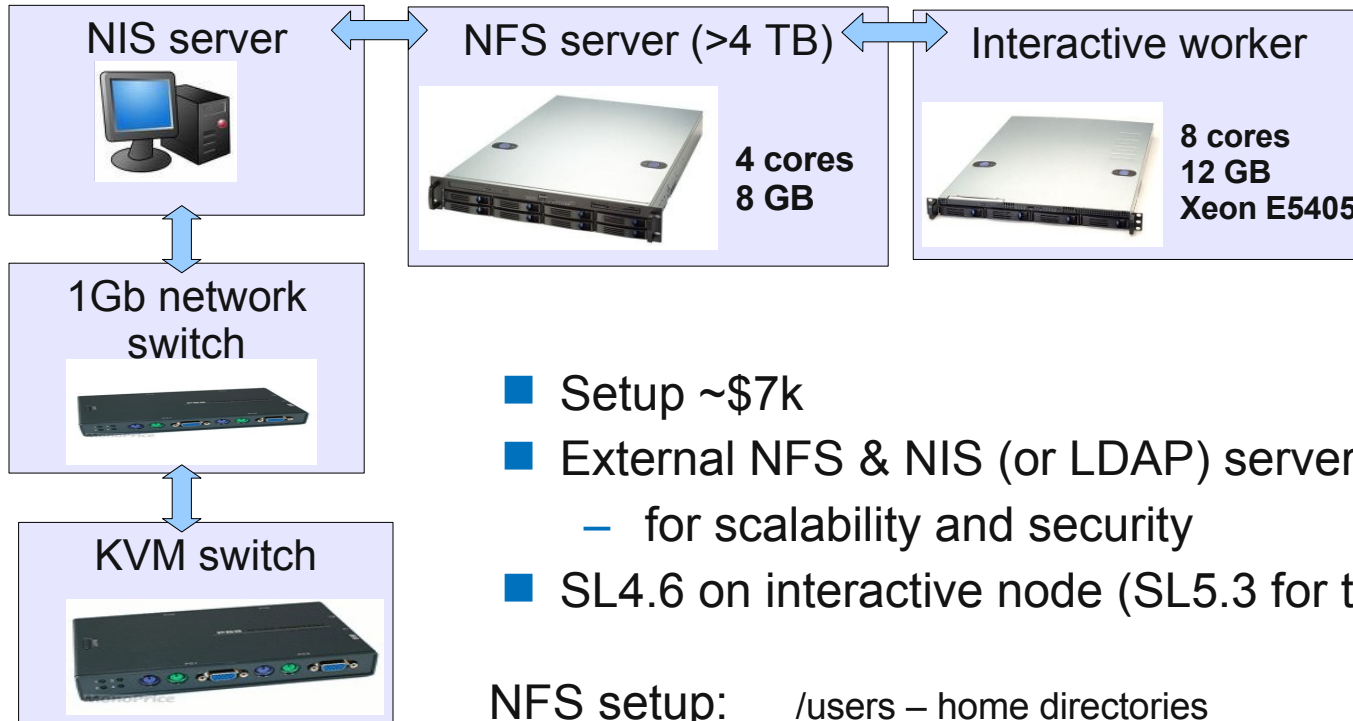 NIS server
NFS server (>4 TB)
Interactive worker
4 cores
8 GB
8 cores
12 GB
Xeon E5405
1Gb network
switch
KVM switch
MonoPrice
■ Setup ~$7k
■ External NFS & NIS (or LDAP) server
– for scalability and security
■ SL4.6 on interactive node (SL5.3 for t
NFS setup: /users – home directories